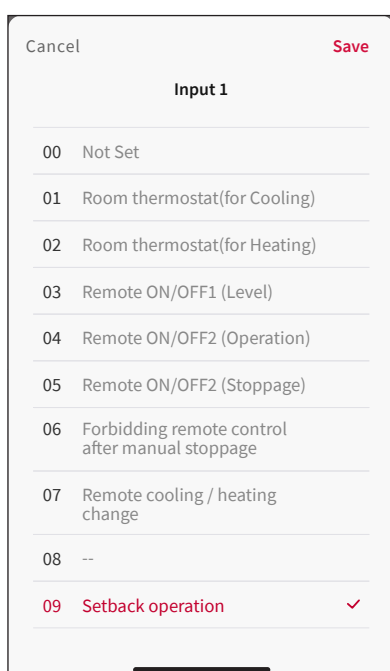 Cancel Save
Input 1
00 Not Set
01 Room thermostat(for Cooling)
02 Room thermostat(for Heating)
03 Remote ON/OFF1 (Level)
04 Remote ON/OFF2 (Operation)
05 Remote ON/OFF2 (Stoppage)
06 Forbidding remote control
after manual stoppage
07 Remote cooling / heating
change
08 --
09 Setback operation